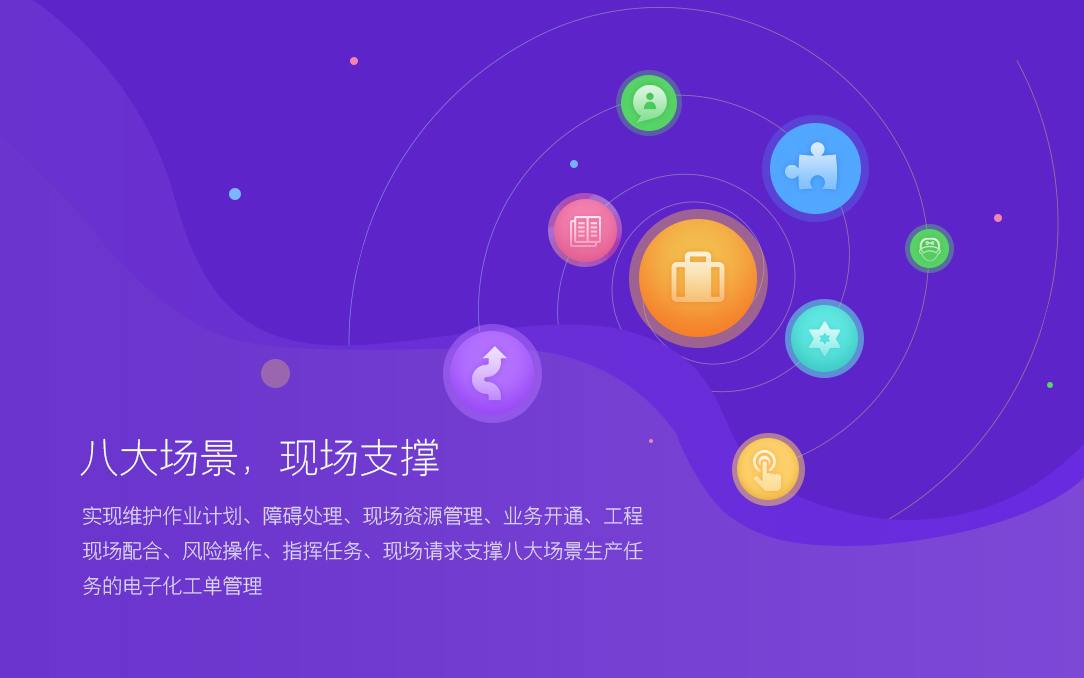 八大场景，现场支撑
实现维护作业计划、障碍处理、现场资源管理、业务开通、工程
现场配合、风险操作、指挥任务、现场请求支撑八大场景生产任
务的电子化工单管理